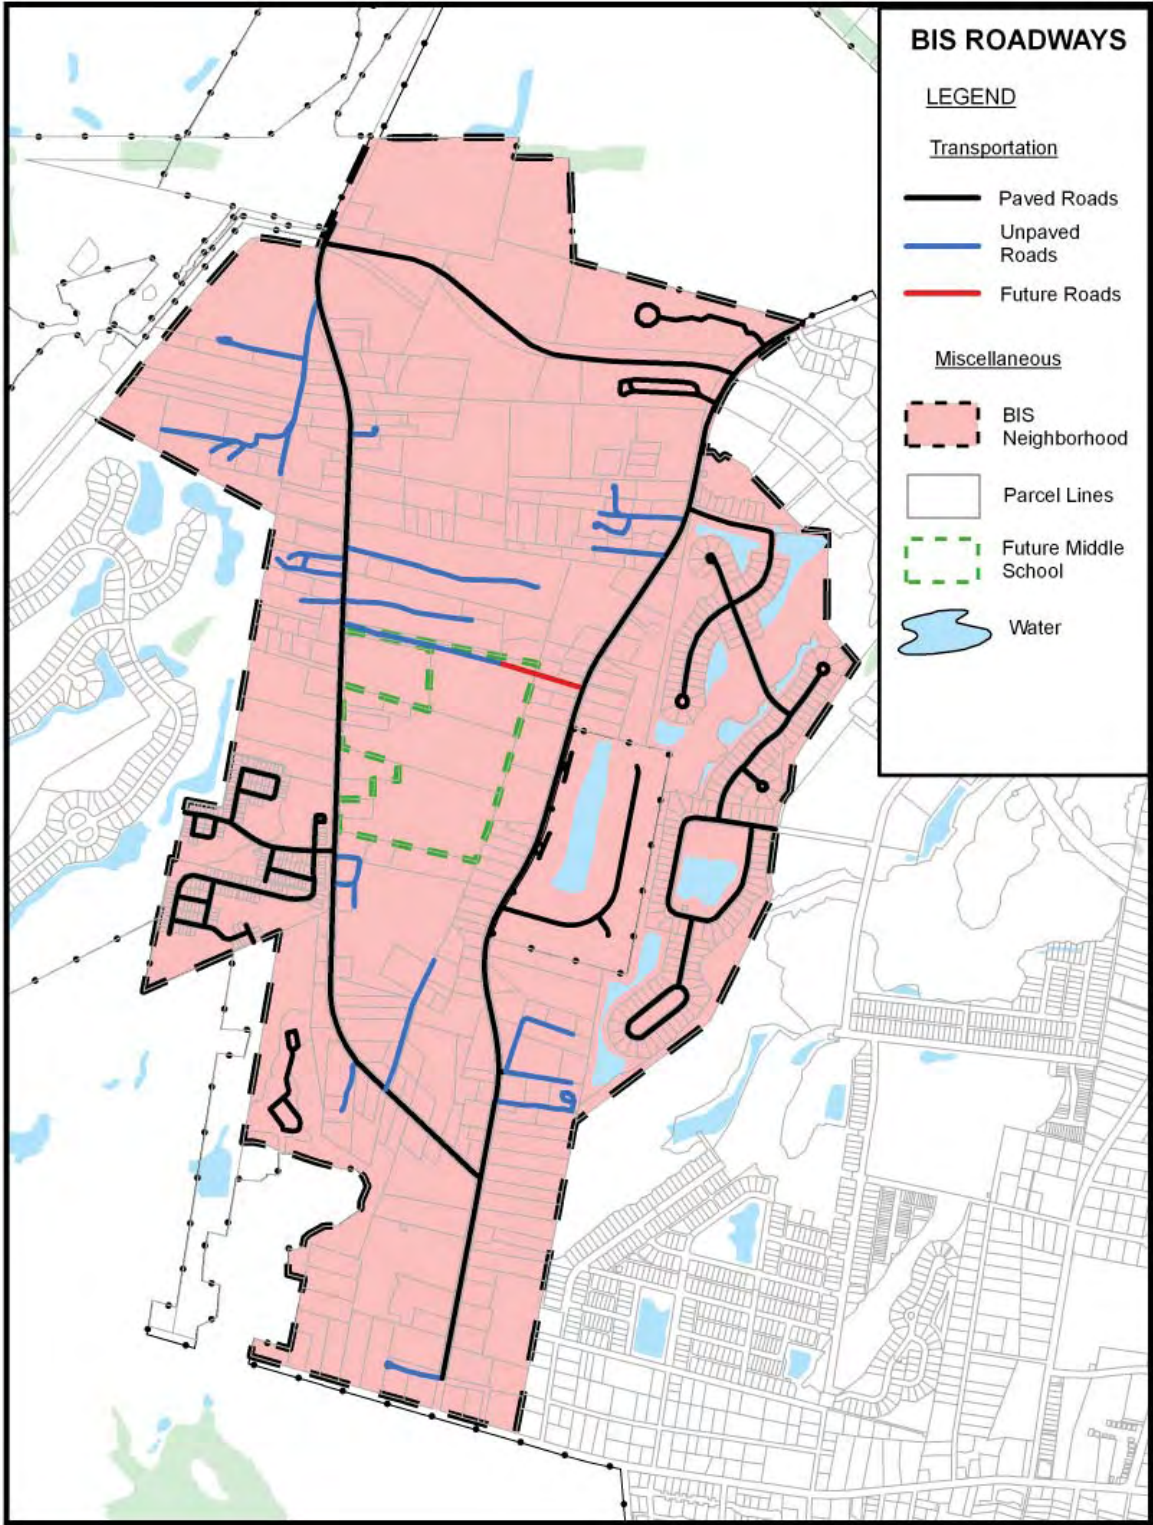 BIS ROADWAYS
LEGEND
Transportation
Paved Roads
Unpaved
Roads
Future Roads
Miscellaneous
BIS
Neighborhood
Parcel Lines
Future Middle
School
Water